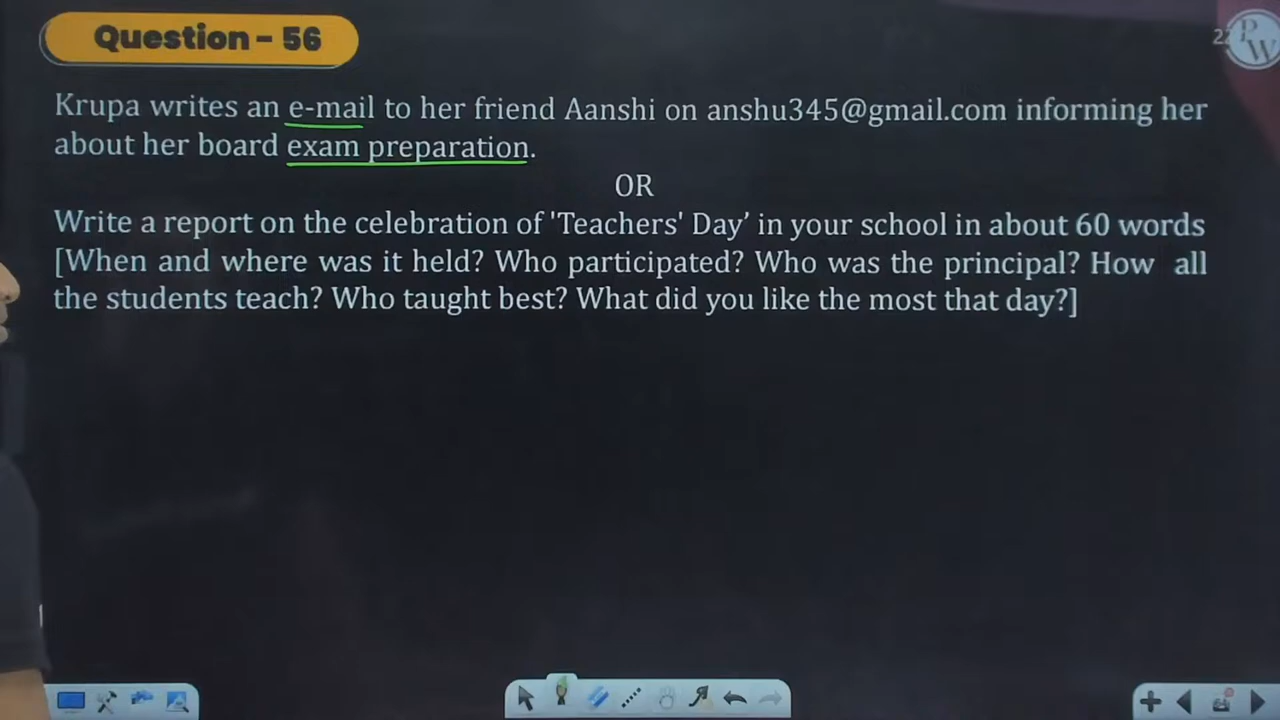 Question - 56
Krupa writes an e-mail to her friend Aanshi on anshu345@gmail.com informing her
about her board exam preparation.
OR
Write a report on the celebration of 'Teachers' Day’ in your school in about 60 words
[When and where was it held? Who participated? Who was the principal? How all
the students teach? Who taught best? What did you like the most that day?]
PW